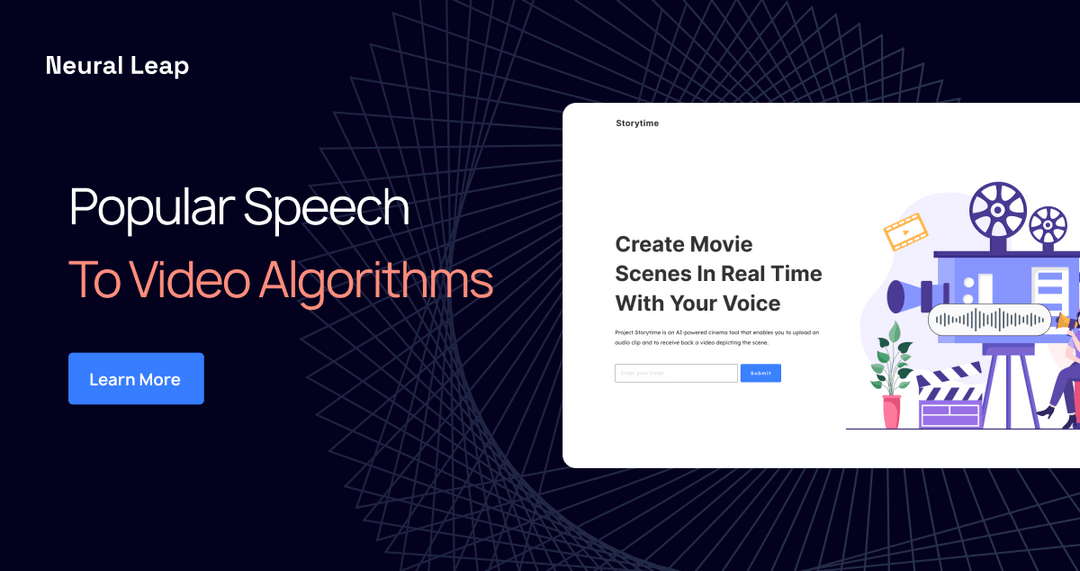 Neural Leap
Popular Speech
To Video Algorithms
Learn More
Storytime
Create Movie
Scenes In Real Time
With Your Voice
Project Storytime is an AI-powered cinema tool that enables you to upload an
audio clip and to receive back a video depicting the scene.
Enter your Email
Submit